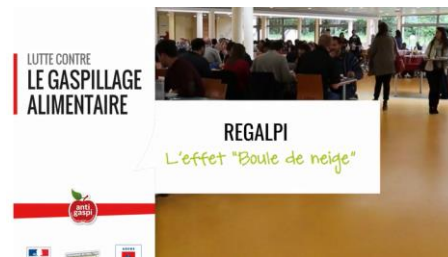 LUTTE CONTRE
LE GASPILLAGE
ALIMENTAIRE
REGALPI
L'effet "Boule de neige"
anti
gaspi